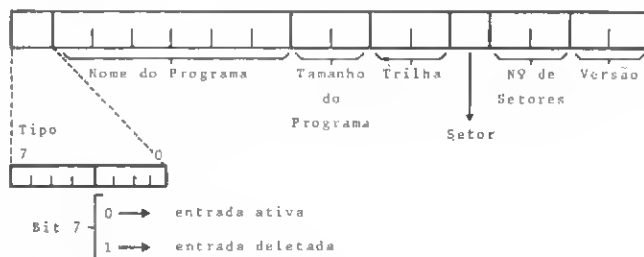 Nome do Programa
Tamanho do Programa
Trilha
Setor
Nº de Setores
Versão
Tipo
7 0
Bit 7
0 → entrada ativa
1 → entrada deletada